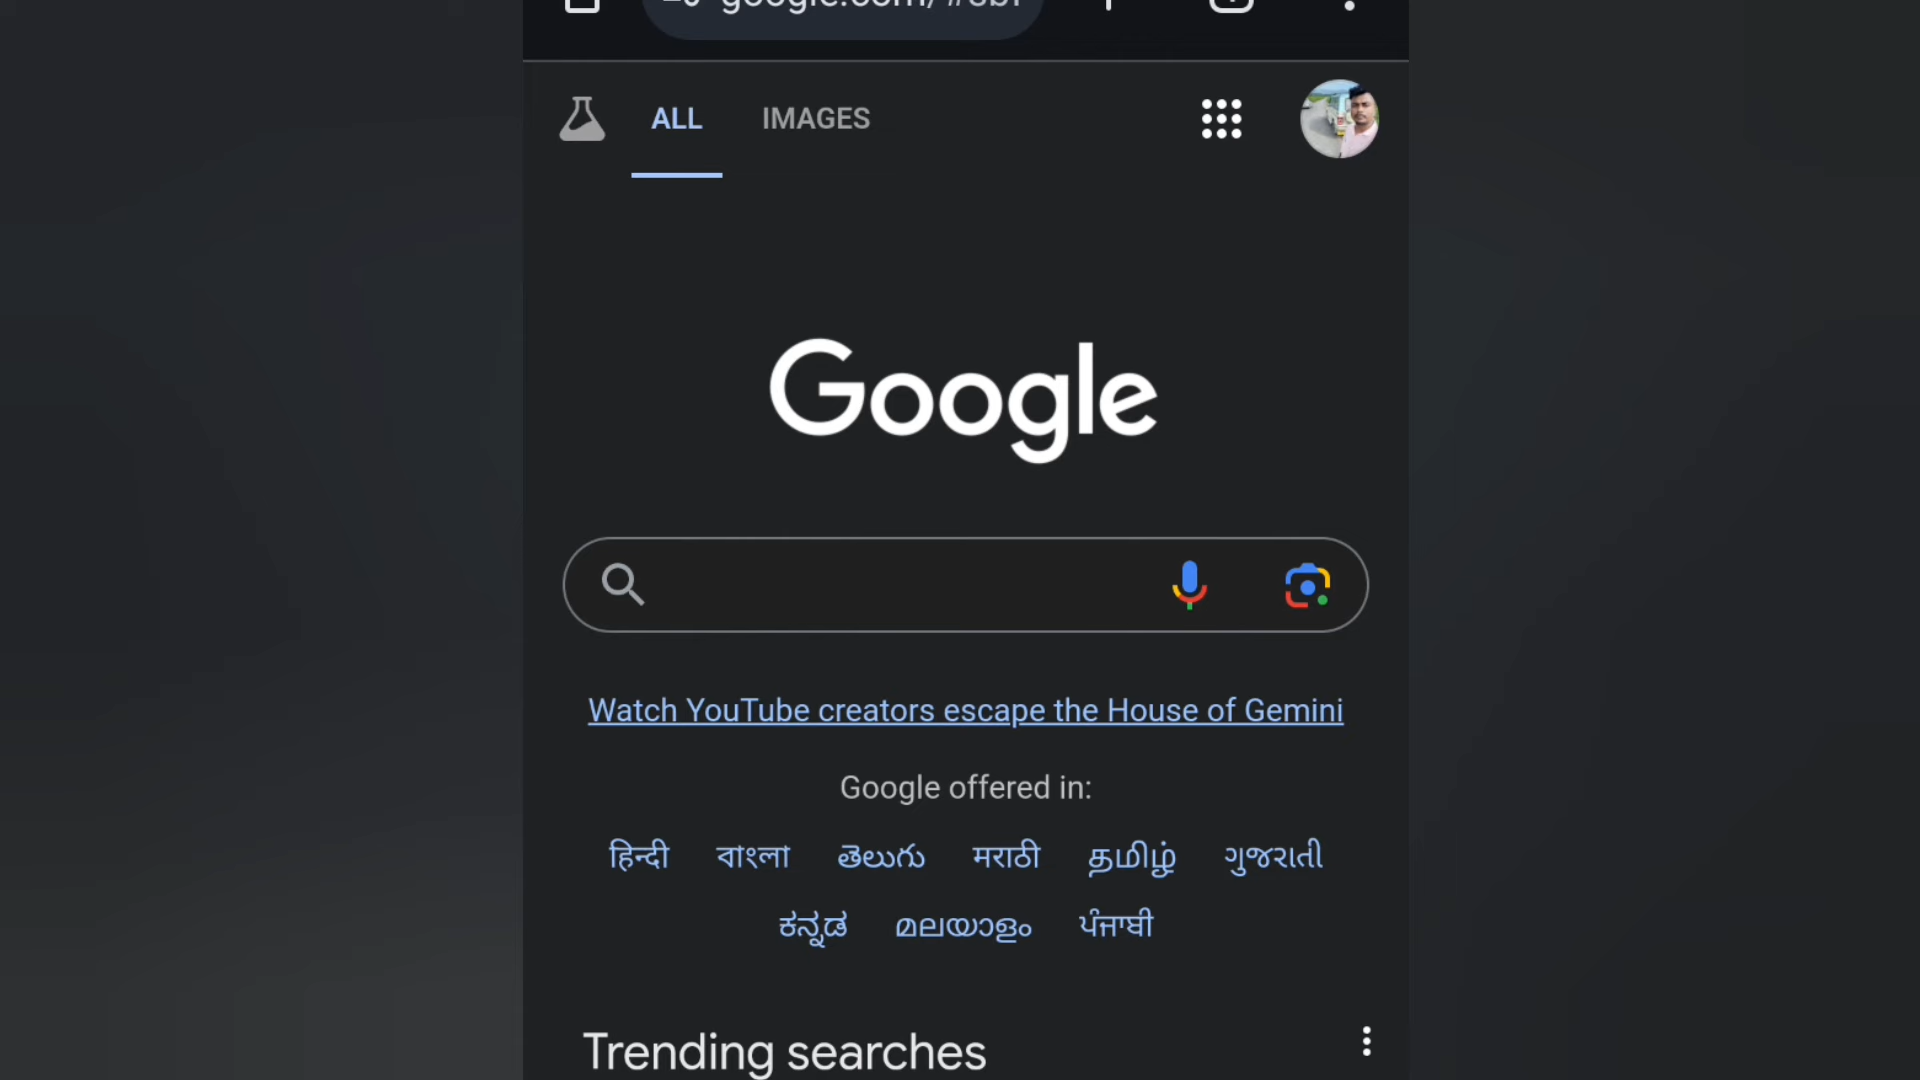 ALL IMAGES
Google
Watch YouTube creators escape the House of Gemini
Google offered in:
हिन्दी বাংলা తెలుగు मराठी தமிழ் ગુજરાતી
ಕನ್ನಡ മലയാളം ਪੰਜਾਬੀ
Trending searches